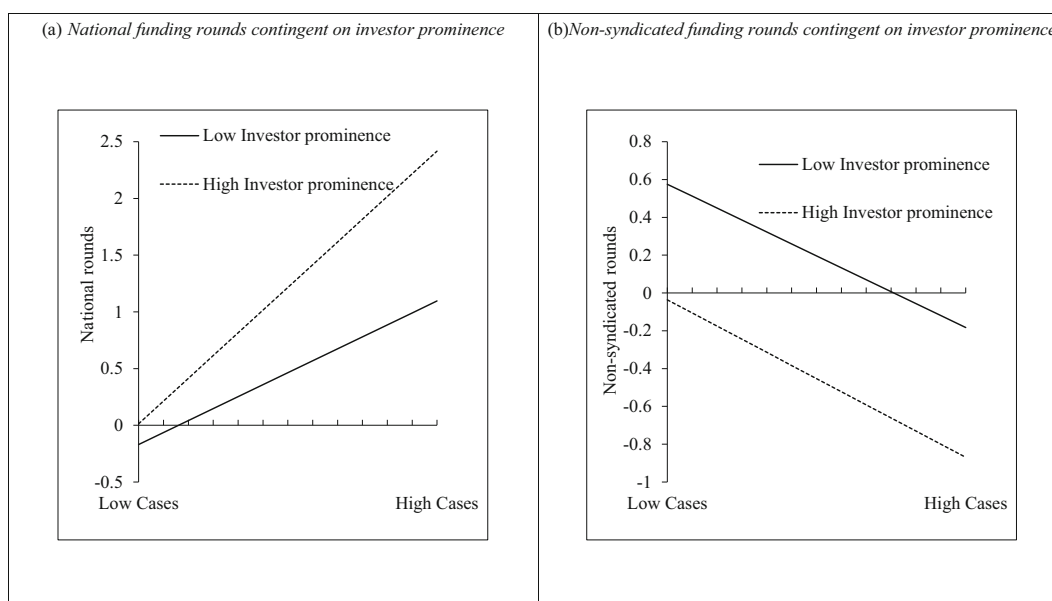 (a) National funding rounds contingent on investor prominence
Low Investor prominence
High Investor prominence
National rounds
2.5
2
1.5
1
0.5
0
-0.5
Low Cases
High Cases
(b)Non-syndicated funding rounds contingent on investor prominence
Low Investor prominence
High Investor prominence
Non-syndicated rounds
0.8
0.6
0.4
0.2
0
-0.2
-0.4
-0.6
-0.8
-1
Low Cases
High Cases